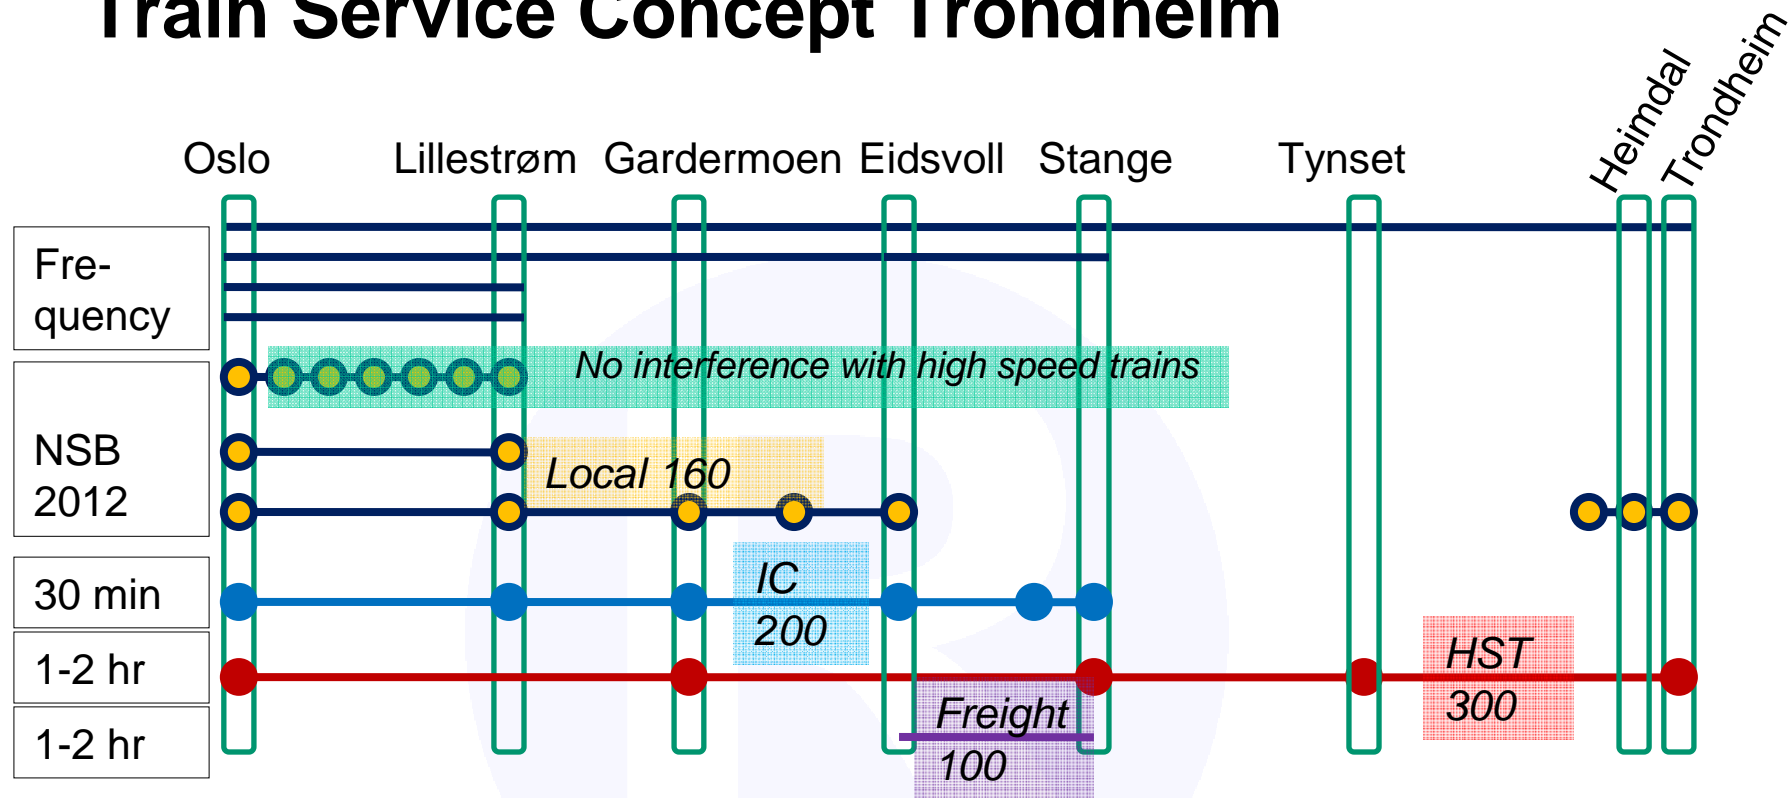 Train Service Concept Trondheim
Oslo Lillestrøm Gardermoen Eidsvoll Stange Tynset Heimdal Trondheim
Fre-
quency
No interference with high speed trains
NSB
2012
Local 160
30 min
IC
200
1-2 hr
HST
300
1-2 hr
Freight
100